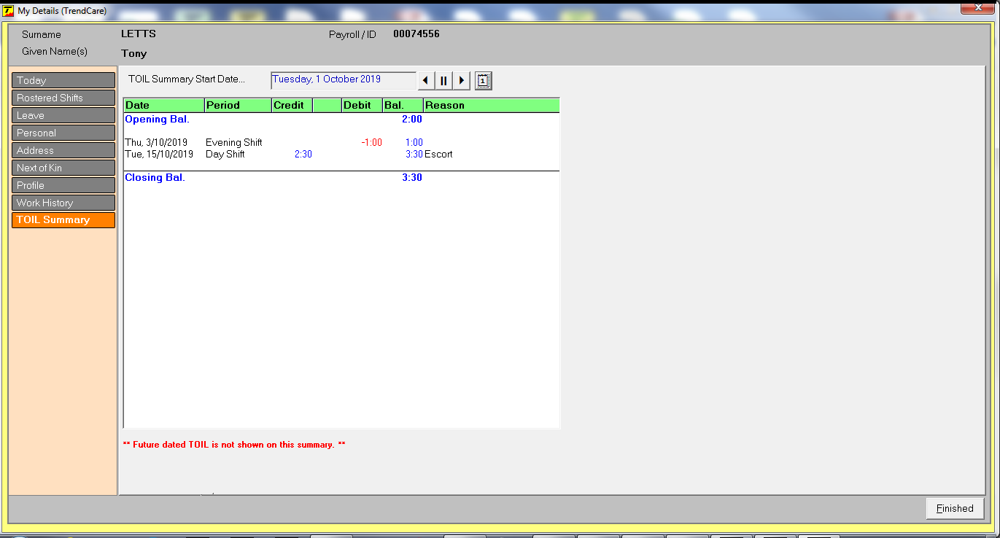 My Details (TrendCare)
Surname LETTS Payroll / ID 00074556
Given Name(s) Tony
Today
Rostered Shifts
Leave
Personal
Address
Next of Kin
Profile
Work History
TOIL Summary
TOIL Summary Start Date... Tuesday, 1 October 2019 1
Date Period Credit Debit Bal. Reason
Opening Bal. 2:00
Thu, 3/10/2019 Evening Shift -1:00 1:00
Tue, 15/10/2019 Day Shift 2:30 3:30 Escort
Closing Bal. 3:30
** Future dated TOIL is not shown on this summary. **
Finished